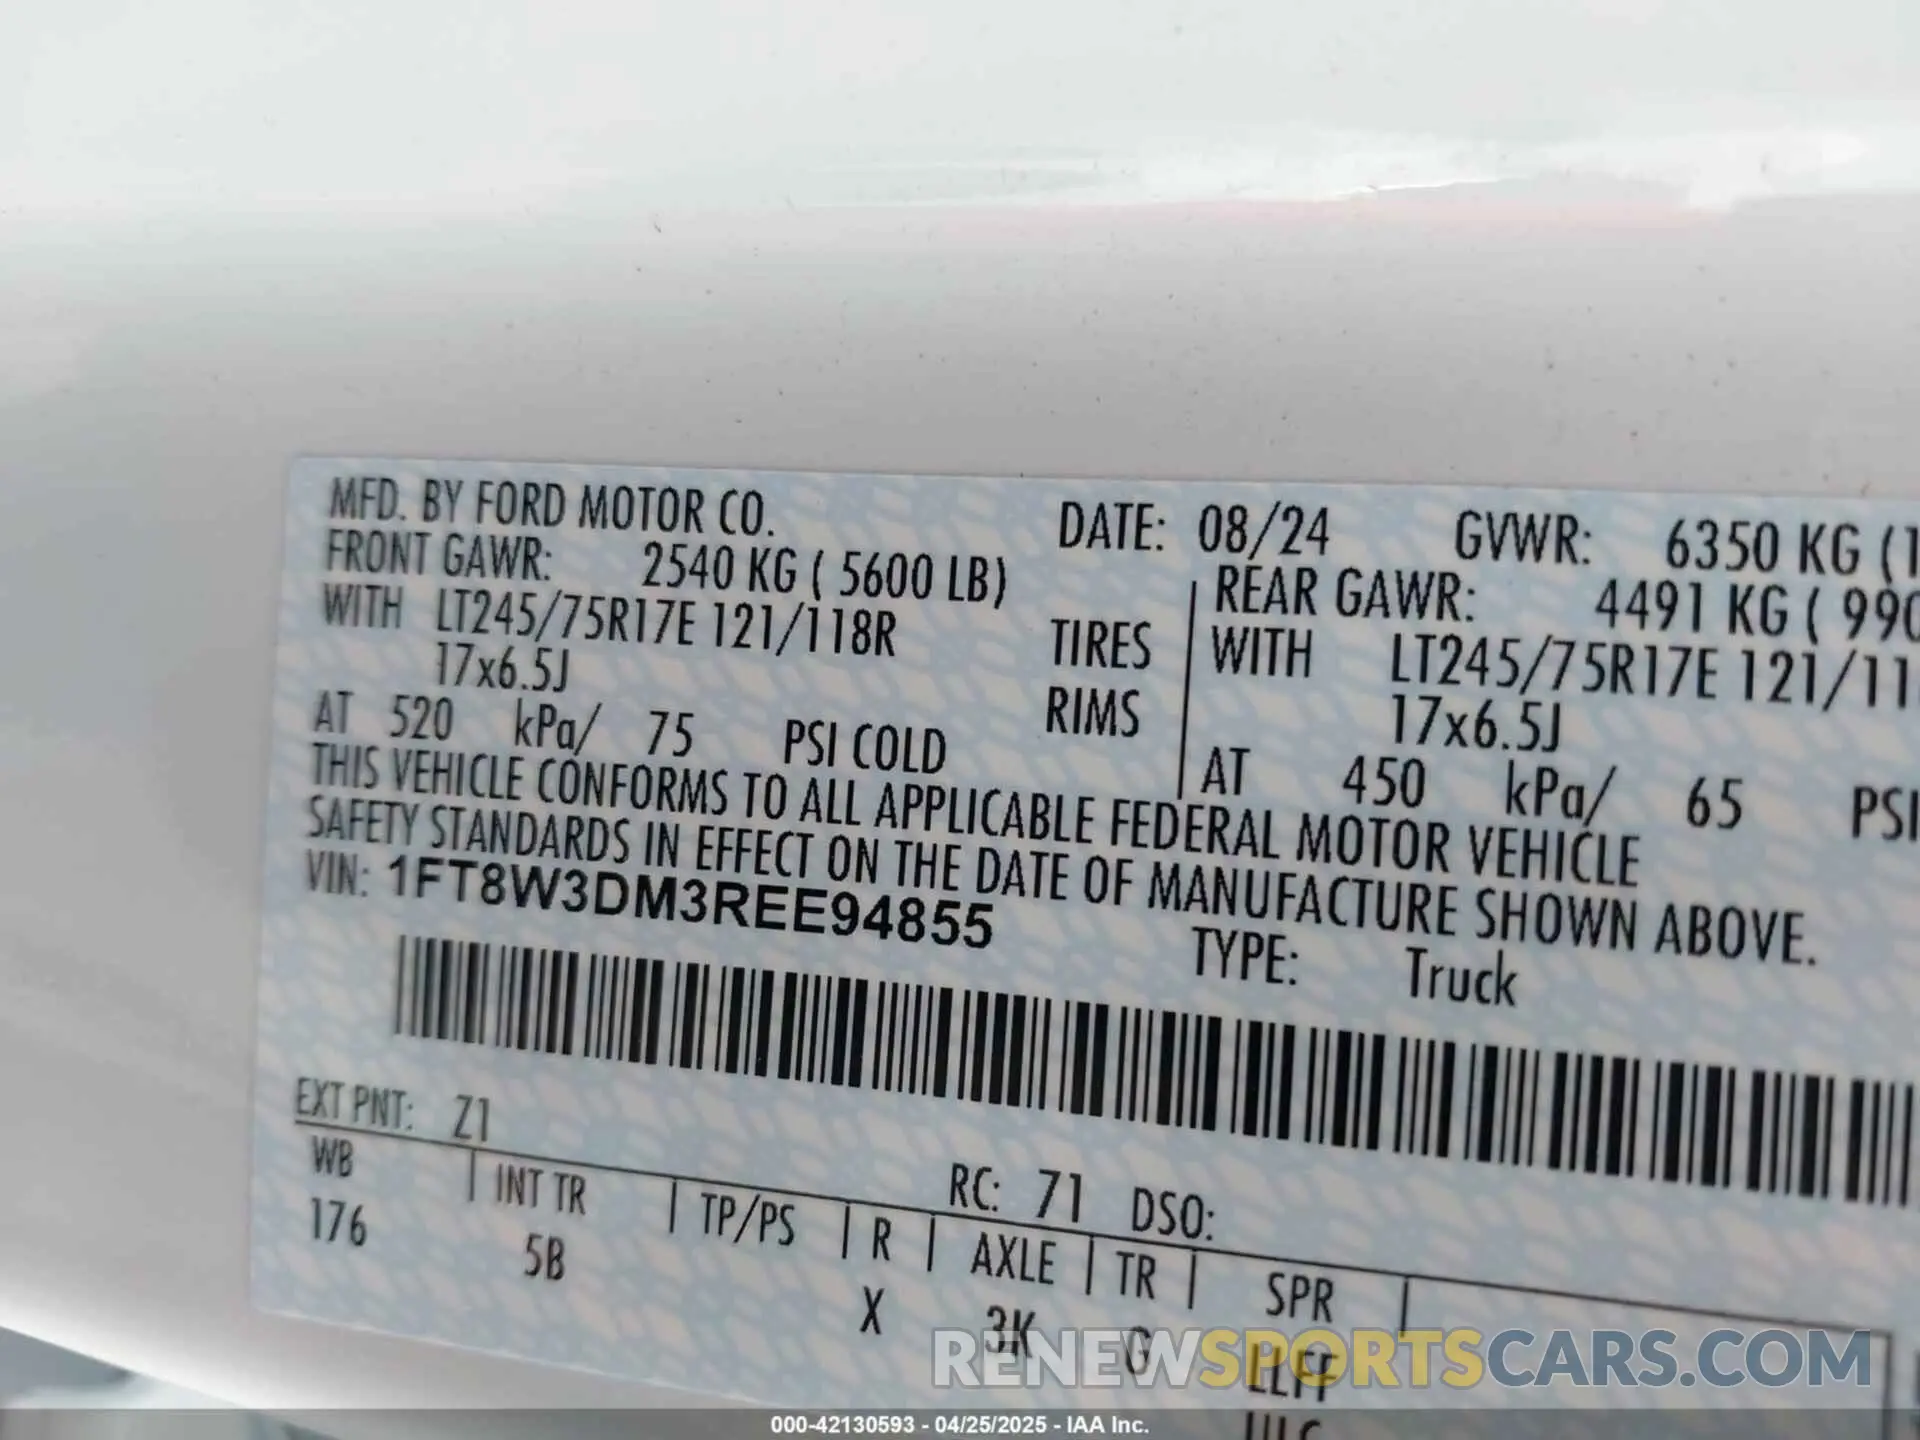 MFD. BY FORD MOTOR CO. DATE: 08/24 GVWR: 6350 KG (1
FRONT GAWR: 2540 KG ( 5600 LB) REAR GAWR: 4491 KG ( 990
WITH LT245/75R17E 121/118R TIRES WITH LT245/75R17E 121/11
17x6.5J RIMS 17x6.5J
AT 520 kPa/ 75 PSI COLD AT 450 kPa/ 65 PSI
THIS VEHICLE CONFORMS TO ALL APPLICABLE FEDERAL MOTOR VEHICLE
SAFETY STANDARDS IN EFFECT ON THE DATE OF MANUFACTURE SHOWN ABOVE.
VIN: 1FT8W3DM3REE94855 TYPE: Truck
EXT PNT: Z1 RC: 71 DSO:
WB INT TR TP/PS R AXLE TR SPR
176 5B X 3K G
RENEWSPORTSCARS.COM
000-42130593 - 04/25/2025 - IAA Inc.